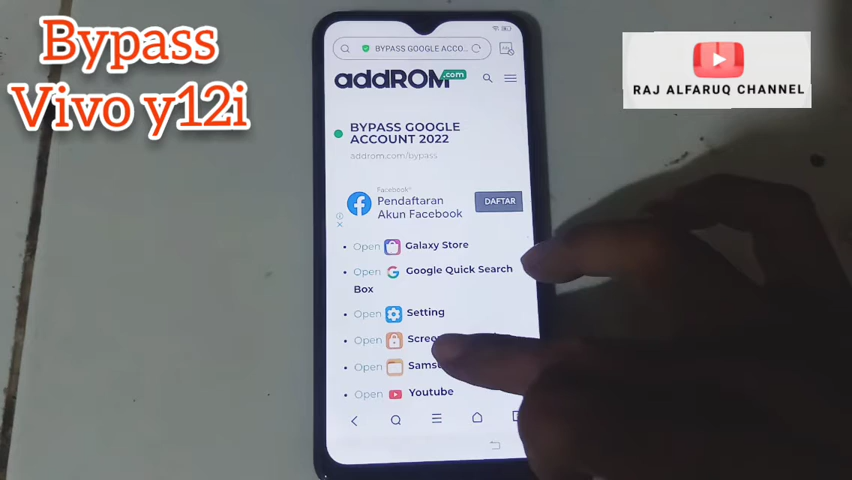 Bypass
Vivo y12i
RAJ ALFARUQ CHANNEL
BYPASS GOOGLE ACCO...
addROM.com
BYPASS GOOGLE
ACCOUNT 2022
addrom.com/bypass
Facebook®
Pendaftaran
Akun Facebook
DAFTAR
Open Galaxy Store
Open Google Quick Search
Box
Open Setting
Open
Open
Open Youtube